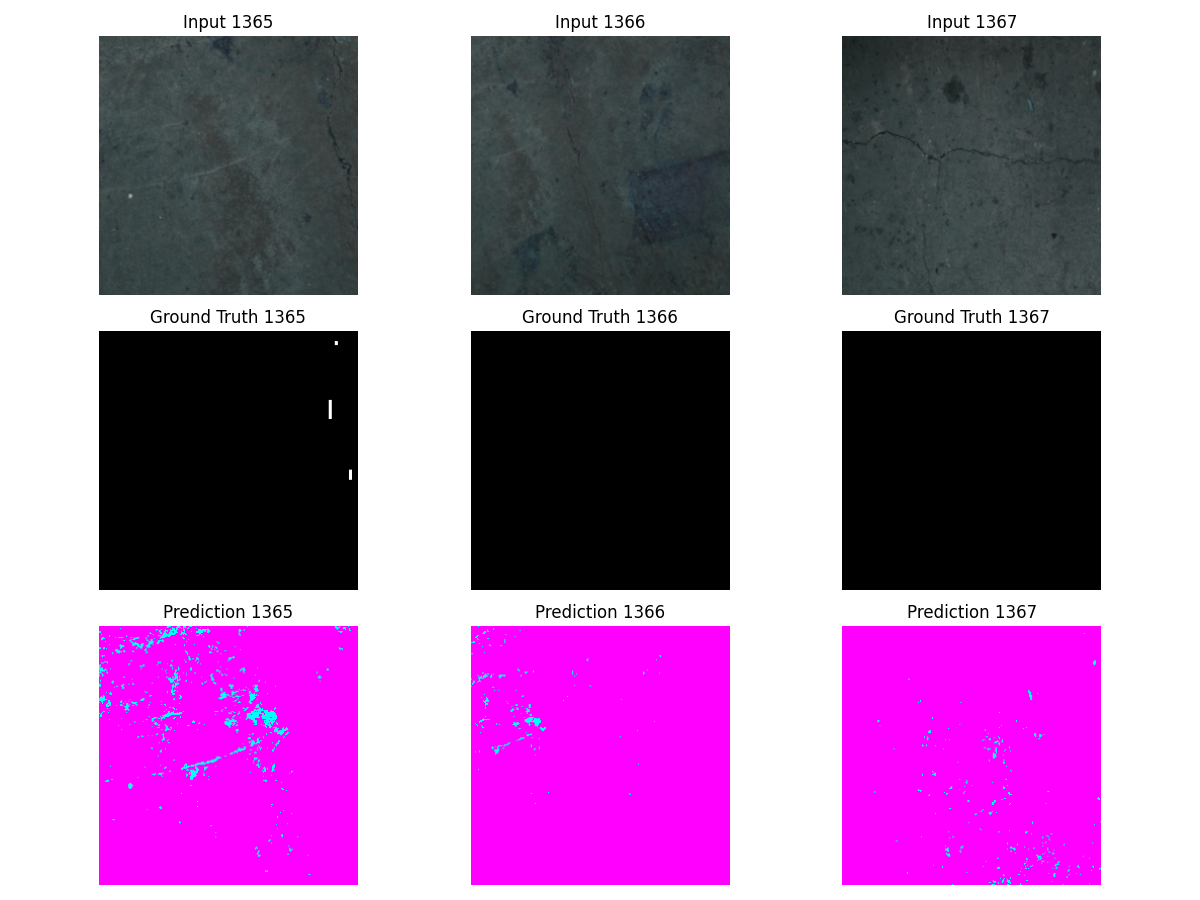 Input 1365
Input 1366
Input 1367
Ground Truth 1365
Ground Truth 1366
Ground Truth 1367
Prediction 1365
Prediction 1366
Prediction 1367